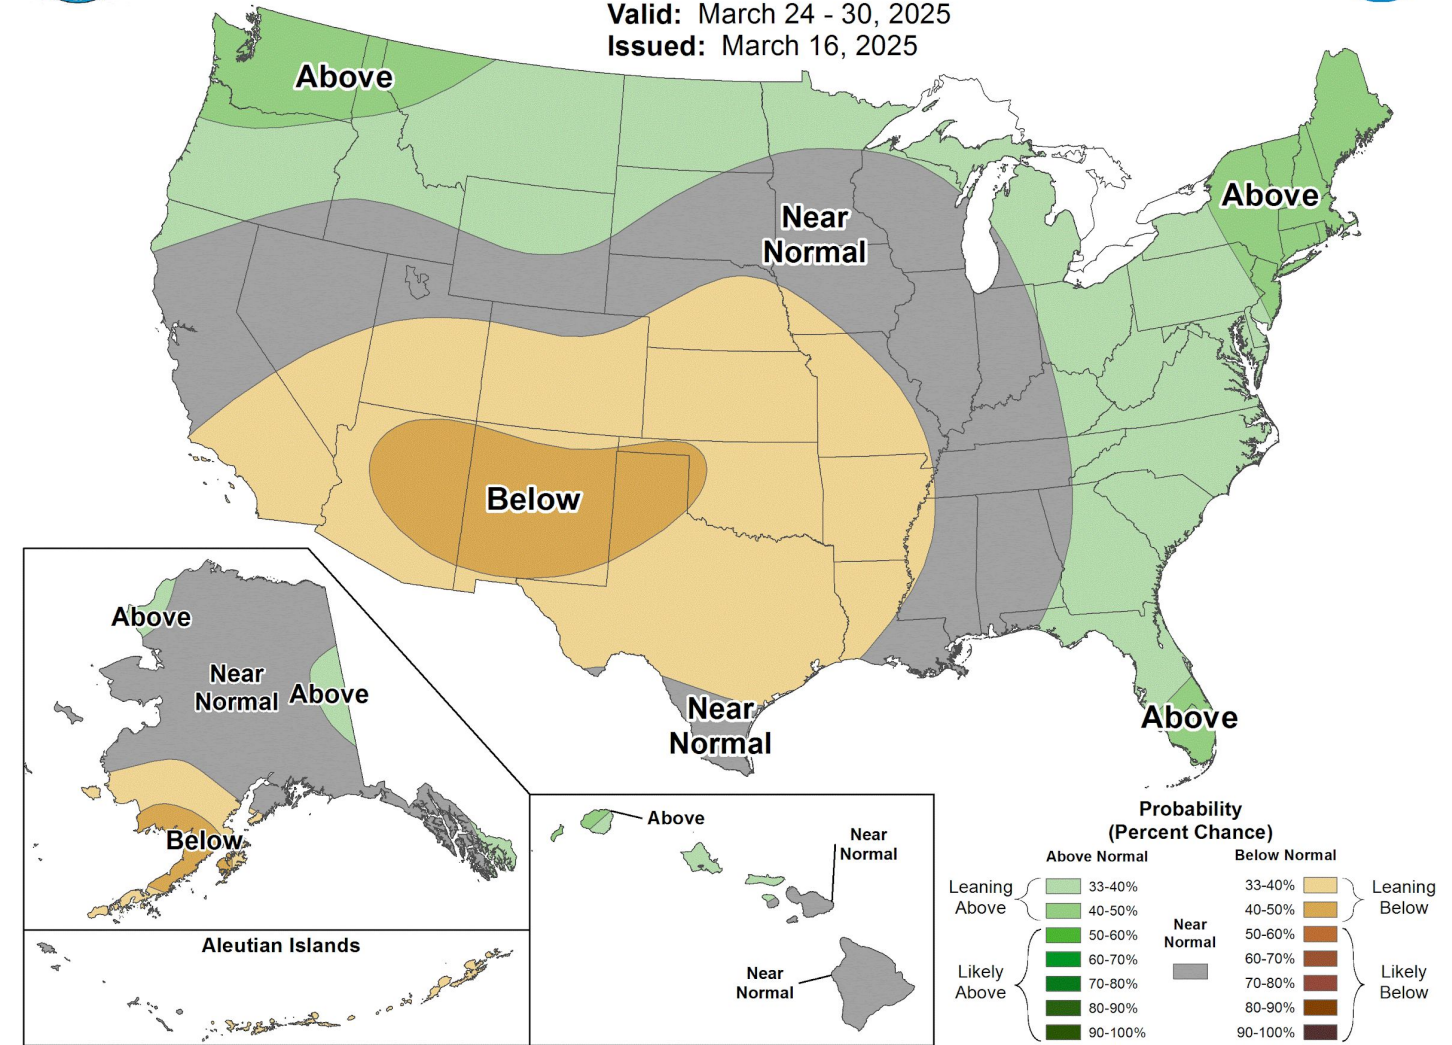 Valid: March 24 - 30, 2025
Issued: March 16, 2025
Above
Above
Near
Normal
Below
Near
Normal
Above
Above
Near
Normal
Above
Below
Aleutian Islands
Above
Near
Normal
Near
Normal
Probability
(Percent Chance)
Above Normal
Below Normal
Leaning
Above
33-40%
40-50%
50-60%
60-70%
70-80%
80-90%
90-100%
Likely
Above
Near
Normal
33-40%
40-50%
50-60%
60-70%
70-80%
80-90%
90-100%
Leaning
Below
Likely
Below